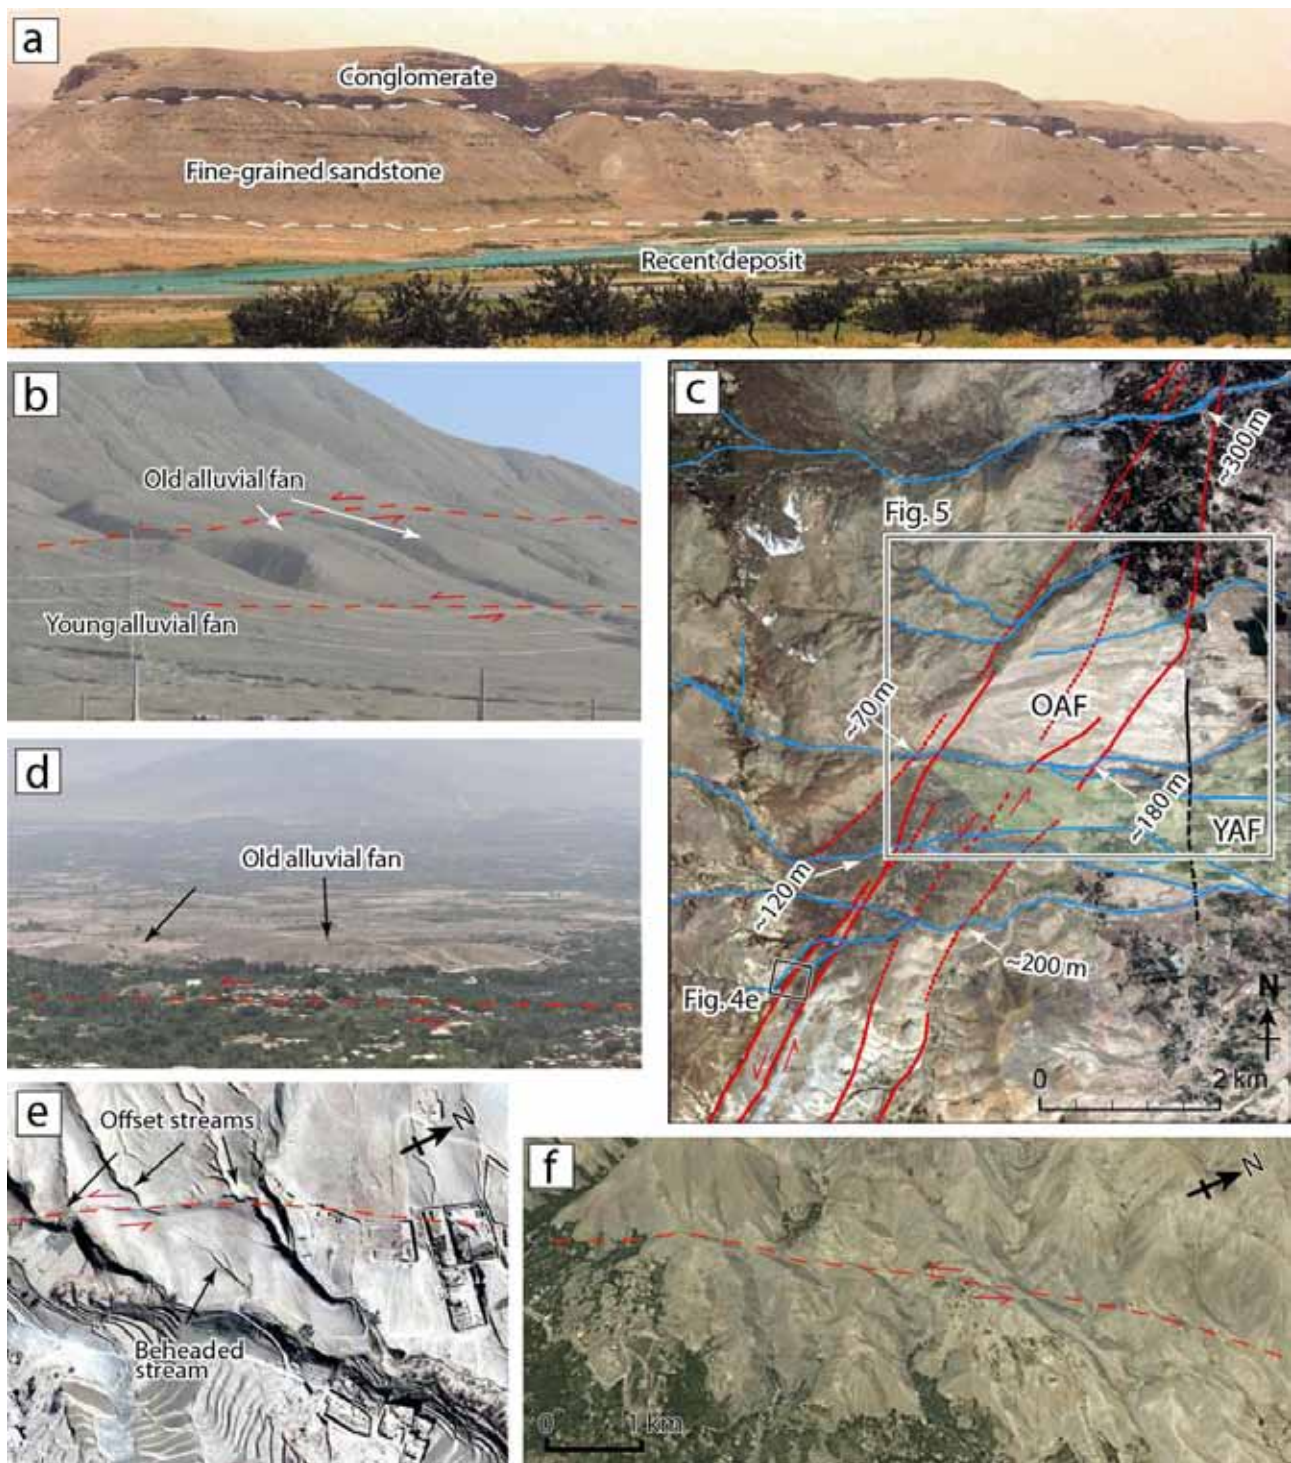 a
Conglomerate
Fine-grained sandstone
Recent deposit
b
Old alluvial fan
Young alluvial fan
c
~300 m
Fig. 5
OAF
~70 m
~180 m
YAF
~120 m
~200 m
Fig. 4e
N
0
2 km
d
Old alluvial fan
e
Offset streams
N
Beheaded
stream
f
N
0
1 km